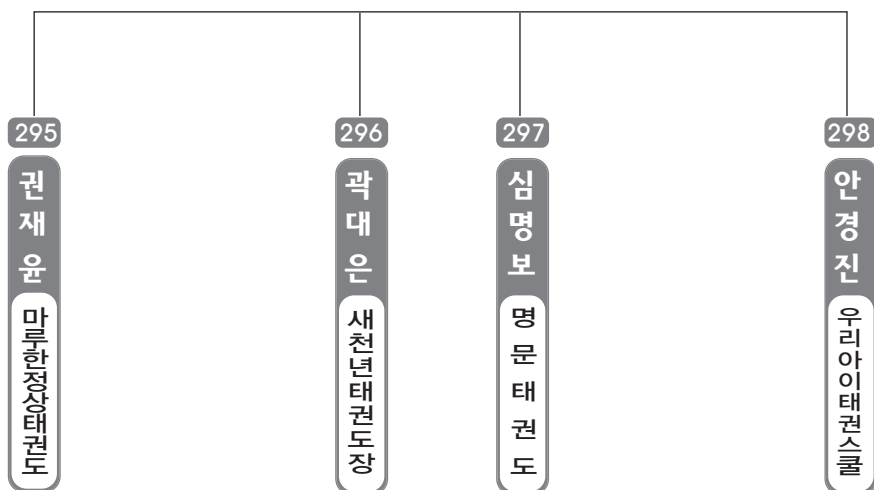 295
권재윤
마루한정상태권도
296
곽대은
새천년태권도장
297
심명보
명문태권도
298
안경진
우리아이태권스쿨